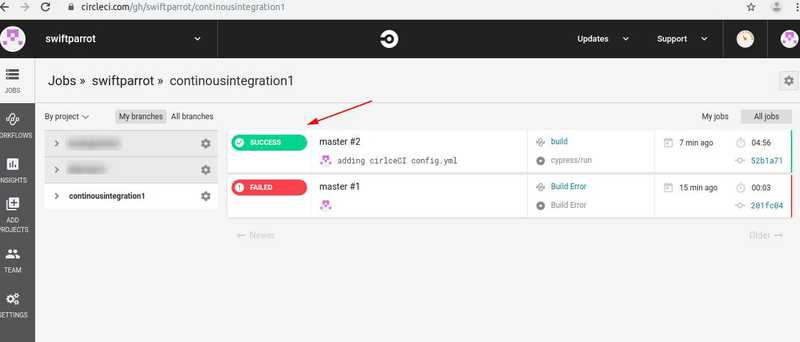 circleci.com/gh/swiftparrot/continousintegration1
swiftparrot
Updates
Support
Jobs » swiftparrot » continousintegration1
JOBS
WORKFLOWS
INSIGHTS
ADD
PROJECTS
TEAM
SETTINGS
By project
My branches
All branches
My jobs
All jobs
continousintegration1
SUCCESS
master #2
adding cirlceCI config.yml
build
cypress/run
7 min ago
04:56
52b1a71
FAILED
master #1
Build Error
Build Error
15 min ago
00:03
201fc04
← Newer
Older →